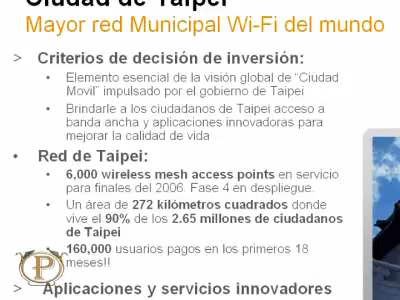 Ciudad de Taipei
Mayor red Municipal Wi-Fi del mundo
> Criterios de decisión de inversión:
• Elemento esencial de la visión global de “Ciudad
Movil” impulsado por el gobierno de Taipei
• Brindarle a los ciudadanos de Taipei acceso a
banda ancha y aplicaciones innovadoras para
mejorar la calidad de vida
• Red de Taipei:
• 6,000 wireless mesh access points en servicio
para finales del 2006. Fase 4 en despliegue.
• Un área de 272 kilómetros cuadrados donde
vive el 90% de los 2.65 millones de ciudadanos
de Taipei
160,000 usuarios pagos en los primeros 18
meses!!
P
> Aplicaciones y servicios innovadores